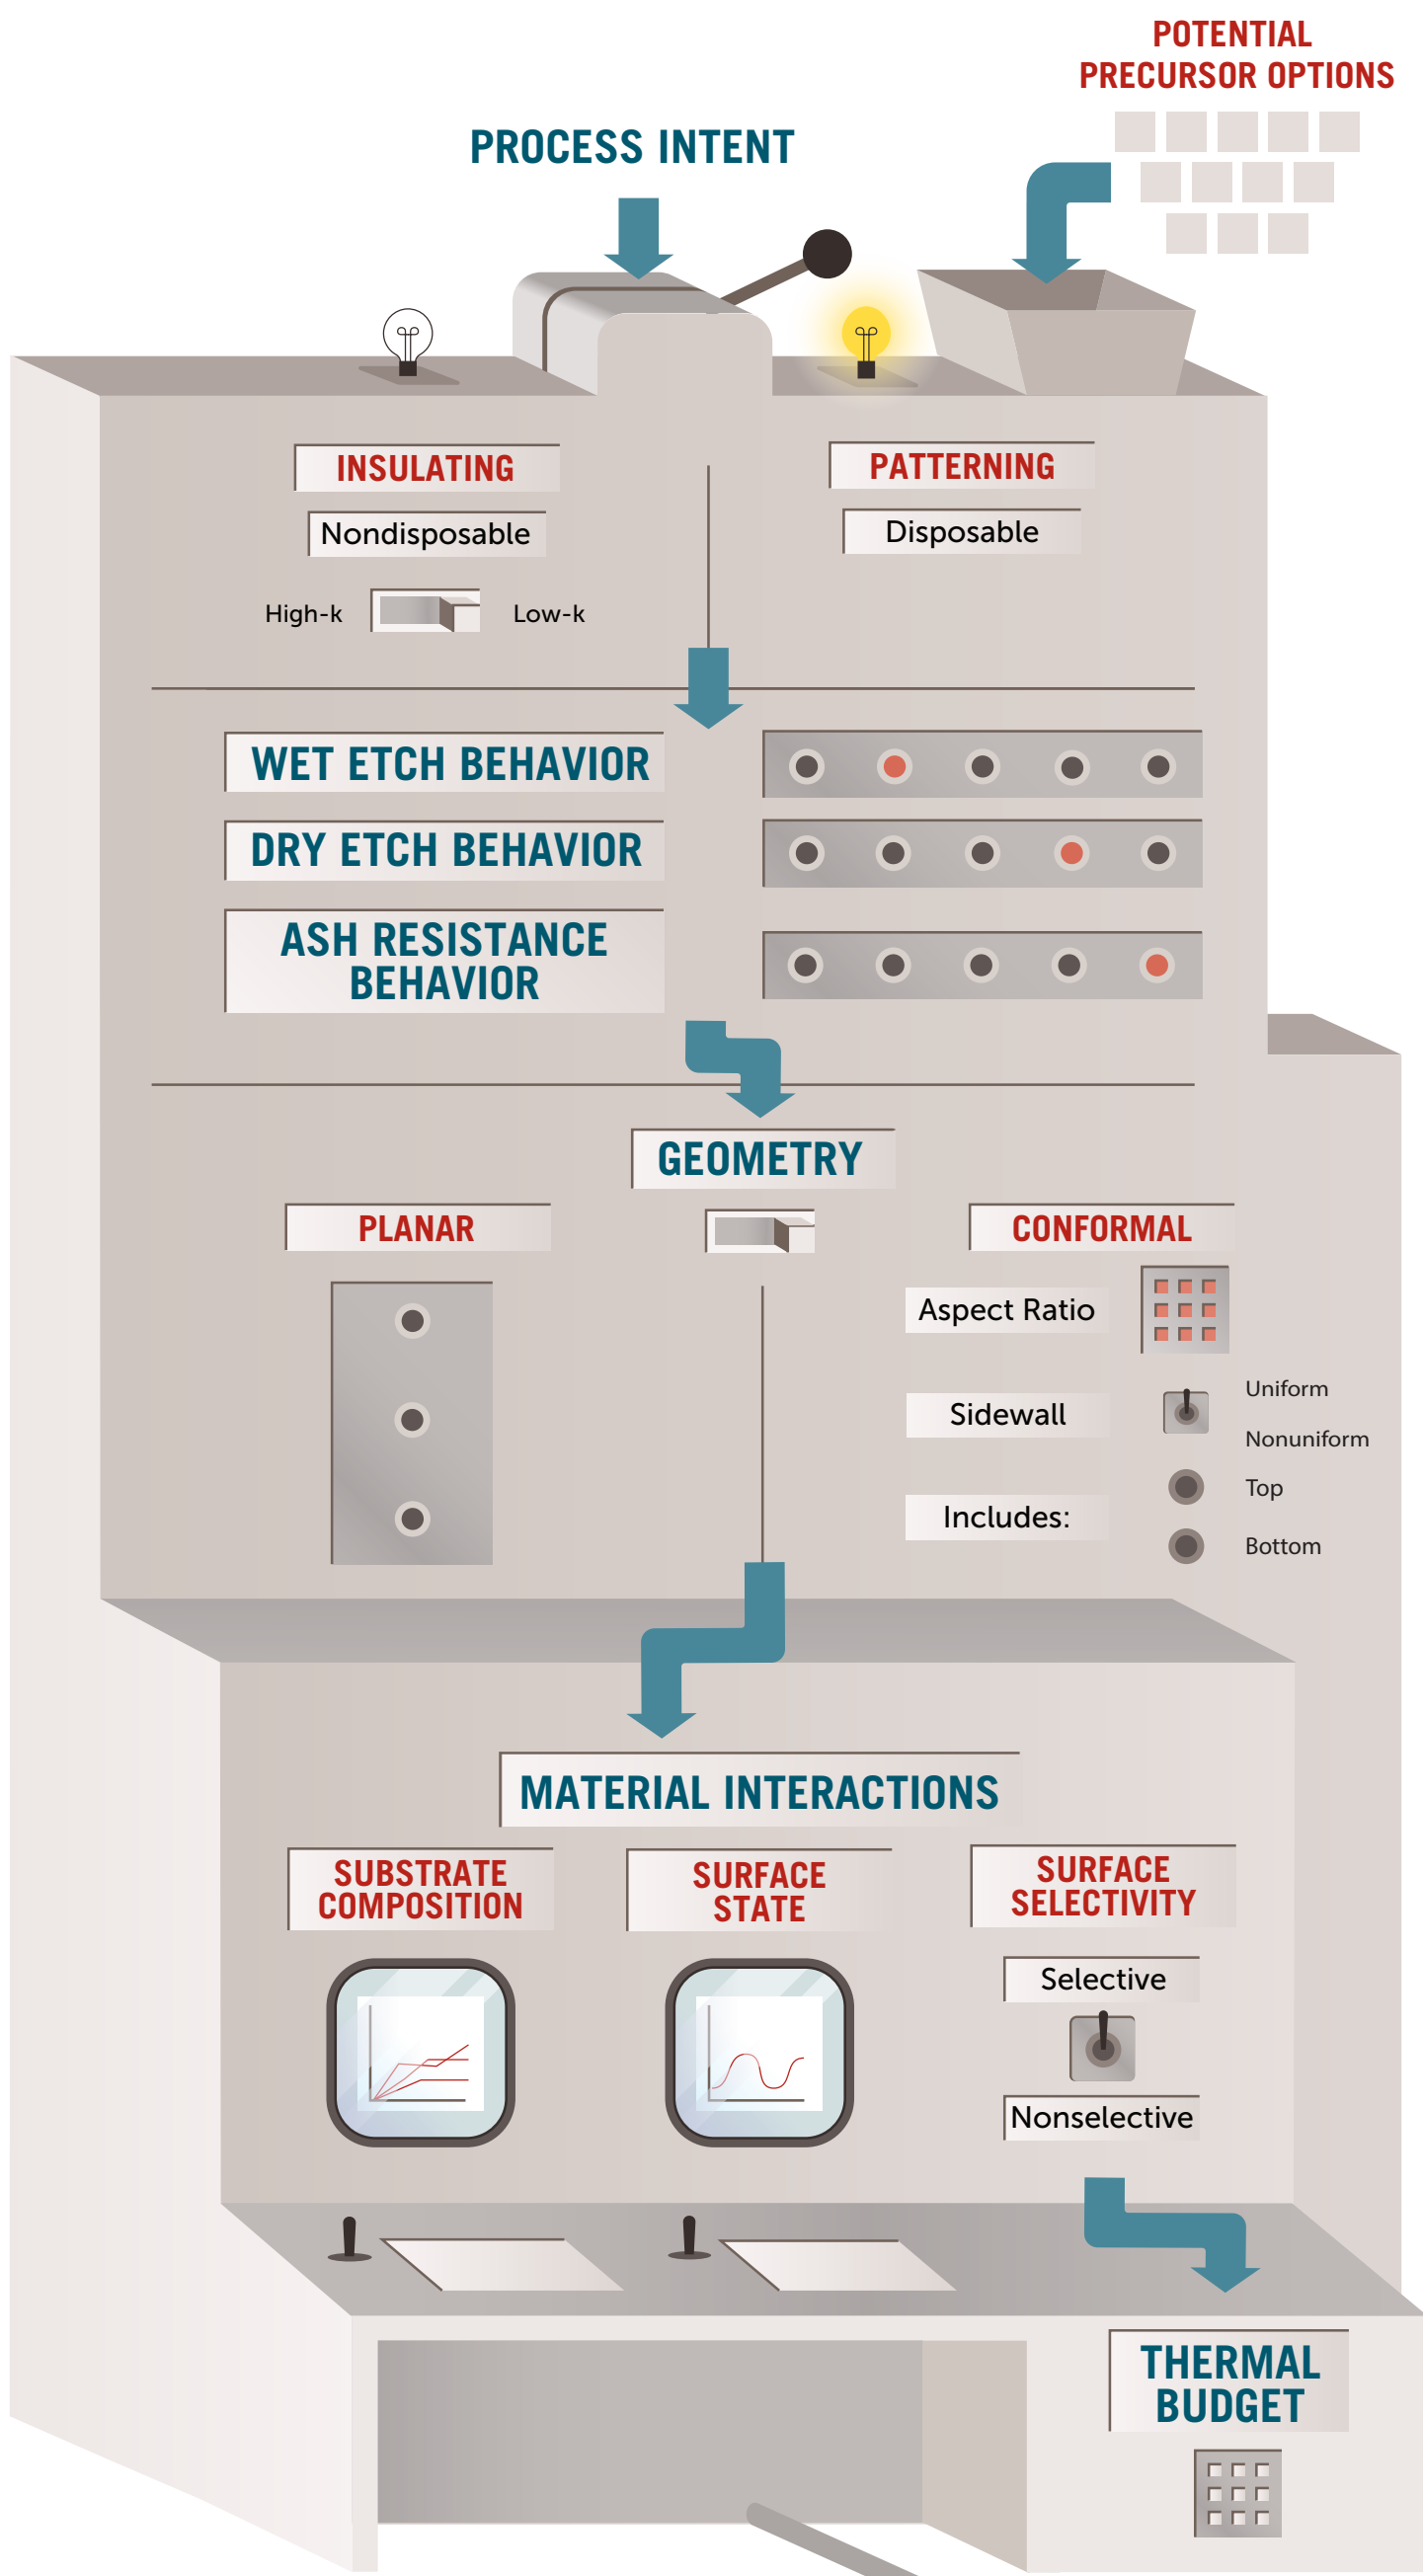 POTENTIAL
PRECURSOR OPTIONS
PROCESS INTENT
INSULATING
Nondisposable
High-k
Low-k
PATTERNING
Disposable
WET ETCH BEHAVIOR
DRY ETCH BEHAVIOR
ASH RESISTANCE
BEHAVIOR
GEOMETRY
PLANAR
CONFORMAL
Aspect Ratio
Sidewall
Uniform
Nonuniform
Includes:
Top
Bottom
MATERIAL INTERACTIONS
SUBSTRATE
COMPOSITION
SURFACE
STATE
SURFACE
SELECTIVITY
Selective
Nonselective
THERMAL
BUDGET